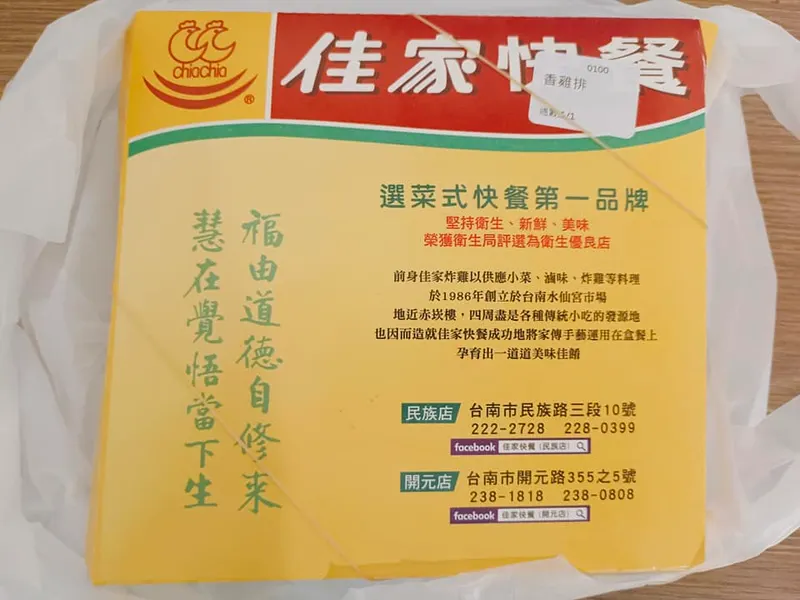 chiachia
®
佳家快餐
0100
香雞排
選菜式快餐第一品牌
堅持衛生、新鮮、美味
榮獲衛生局評選為衛生優良店
前身佳家炸雞以供應小菜、滷味、炸雞等料理
於1986年創立於台南水仙宮市場
地近赤崁樓，四周盡是各種傳統小吃的發源地
也因而造就佳家快餐成功地將家傳手藝運用在盒餐上
孕育出一道道美味佳餚
福由道德自修来
慧在覺悟當下生
民族店 台南市民族路三段10號
222-2728 228-0399
facebook 佳家快餐（民族店）
開元店 台南市開元路355之5號
238-1818 238-0808
facebook 佳家快餐（開元店）